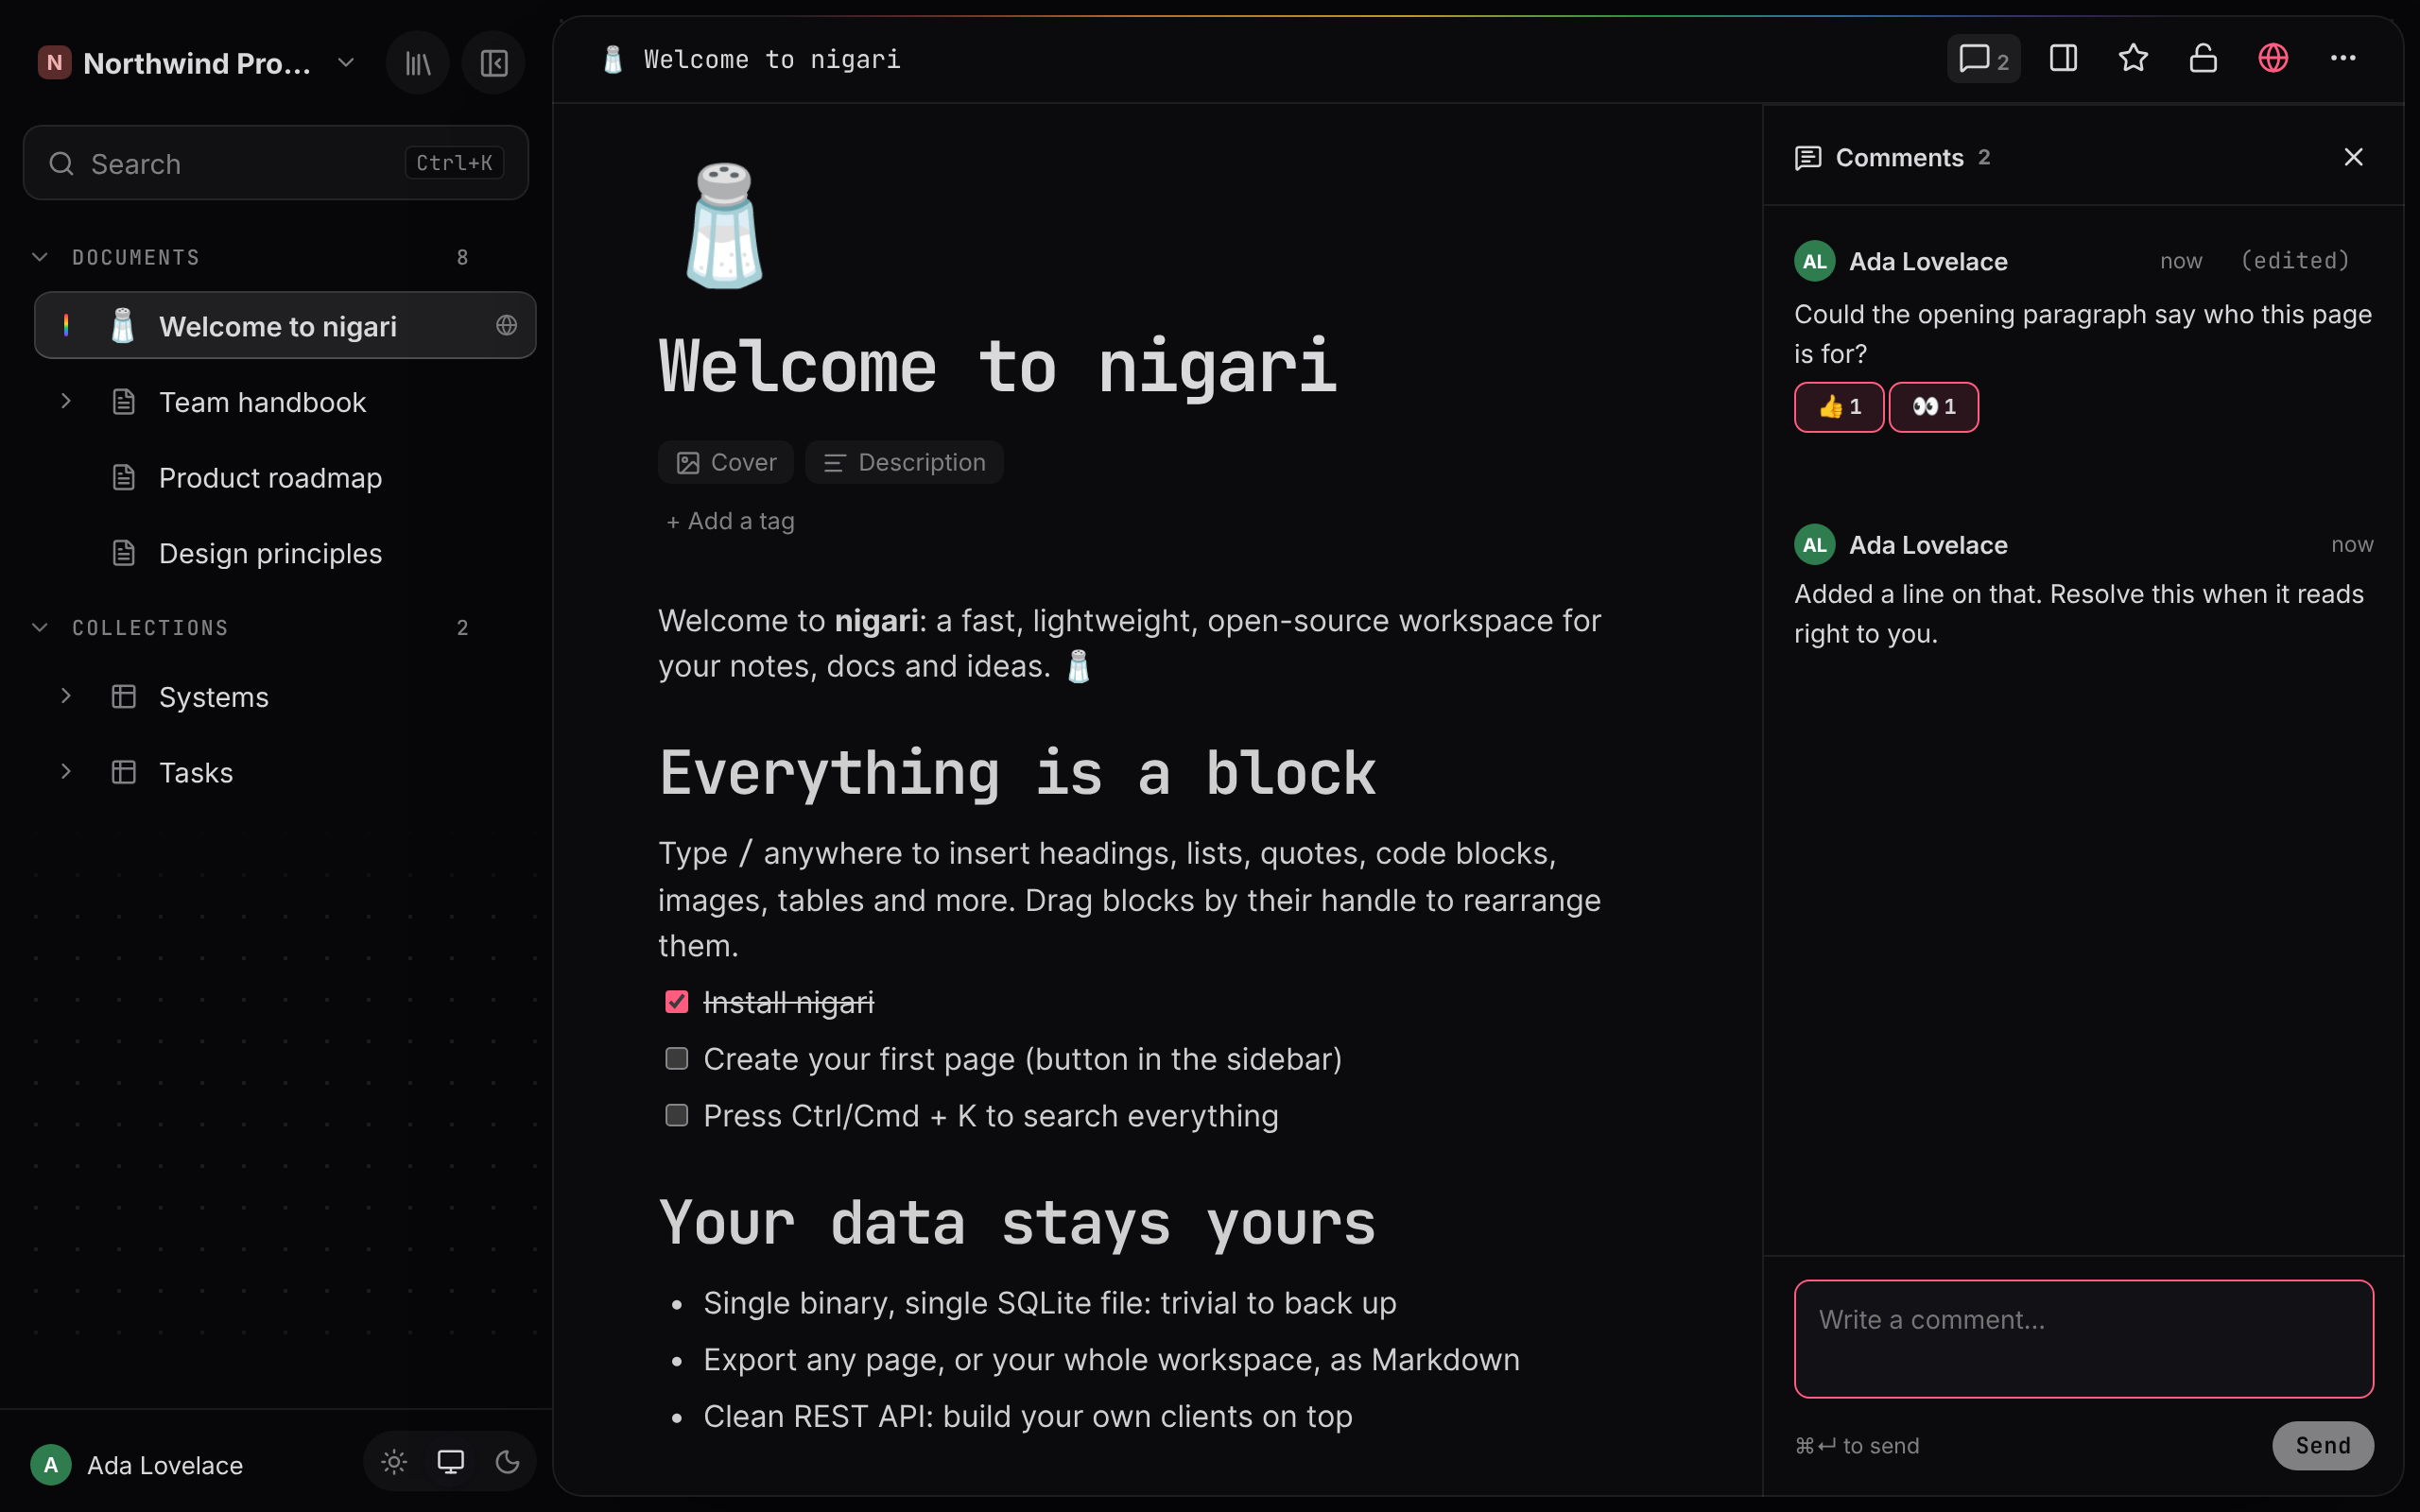 N Northwind Pro...
Search Ctrl+K
DOCUMENTS 8
Welcome to nigari
Team handbook
Product roadmap
Design principles
COLLECTIONS 2
Systems
Tasks
A Ada Lovelace
Welcome to nigari
2
Welcome to nigari
Cover Description
+ Add a tag
Welcome to nigari: a fast, lightweight, open-source workspace for
your notes, docs and ideas.
Everything is a block
Type / anywhere to insert headings, lists, quotes, code blocks,
images, tables and more. Drag blocks by their handle to rearrange
them.
Install nigari
Create your first page (button in the sidebar)
Press Ctrl/Cmd + K to search everything
Your data stays yours
• Single binary, single SQLite file: trivial to back up
• Export any page, or your whole workspace, as Markdown
• Clean REST API: build your own clients on top
Comments 2
AL Ada Lovelace now (edited)
Could the opening paragraph say who this page
is for?
👍 1 👀 1
AL Ada Lovelace now
Added a line on that. Resolve this when it reads
right to you.
Write a comment...
⌘↵ to send Send